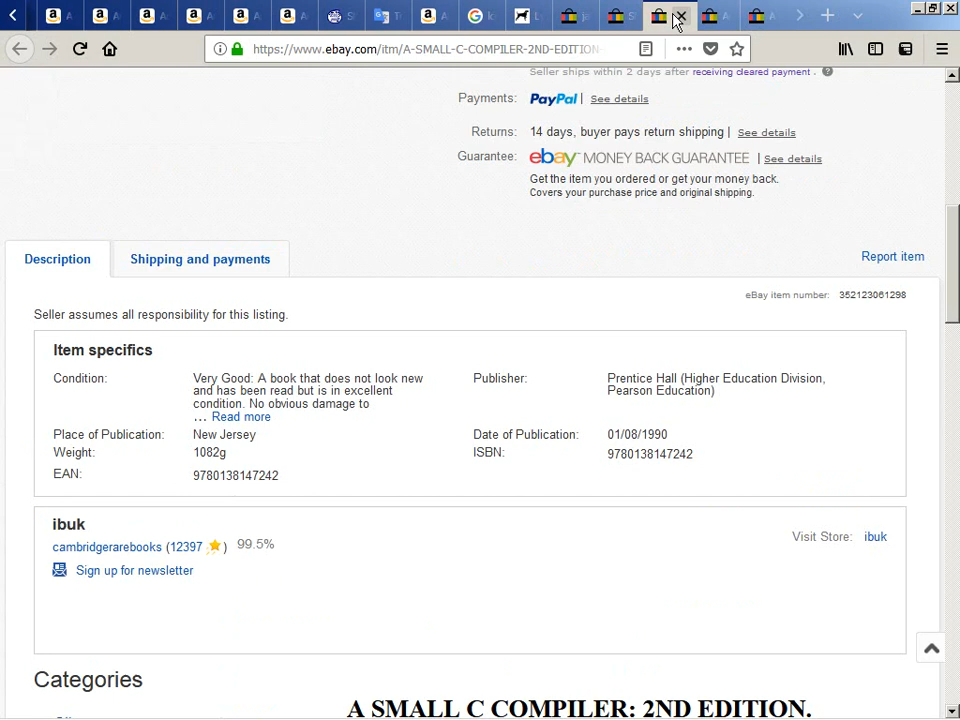 https://www.ebay.com/itm/A-SMALL-C-COMPILER-2ND-EDITION-
Seller ships within 2 days after receiving cleared payment . ?
Payments: PayPal | See details
Returns: 14 days, buyer pays return shipping | See details
Guarantee: ebay MONEY BACK GUARANTEE | See details
Get the item you ordered or get your money back.
Covers your purchase price and original shipping.
Description Shipping and payments Report item
eBay item number: 352123061298
Seller assumes all responsibility for this listing.
Item specifics
Condition: Very Good: A book that does not look new Publisher: Prentice Hall (Higher Education Division,
and has been read but is in excellent Pearson Education)
condition. No obvious damage to
... Read more
Place of Publication: New Jersey Date of Publication: 01/08/1990
Weight: 1082g ISBN: 9780138147242
EAN: 9780138147242
ibuk
cambridgerarebooks (12397 ) 99.5% Visit Store: ibuk
Sign up for newsletter
Categories
A SMALL C COMPILER: 2ND EDITION.